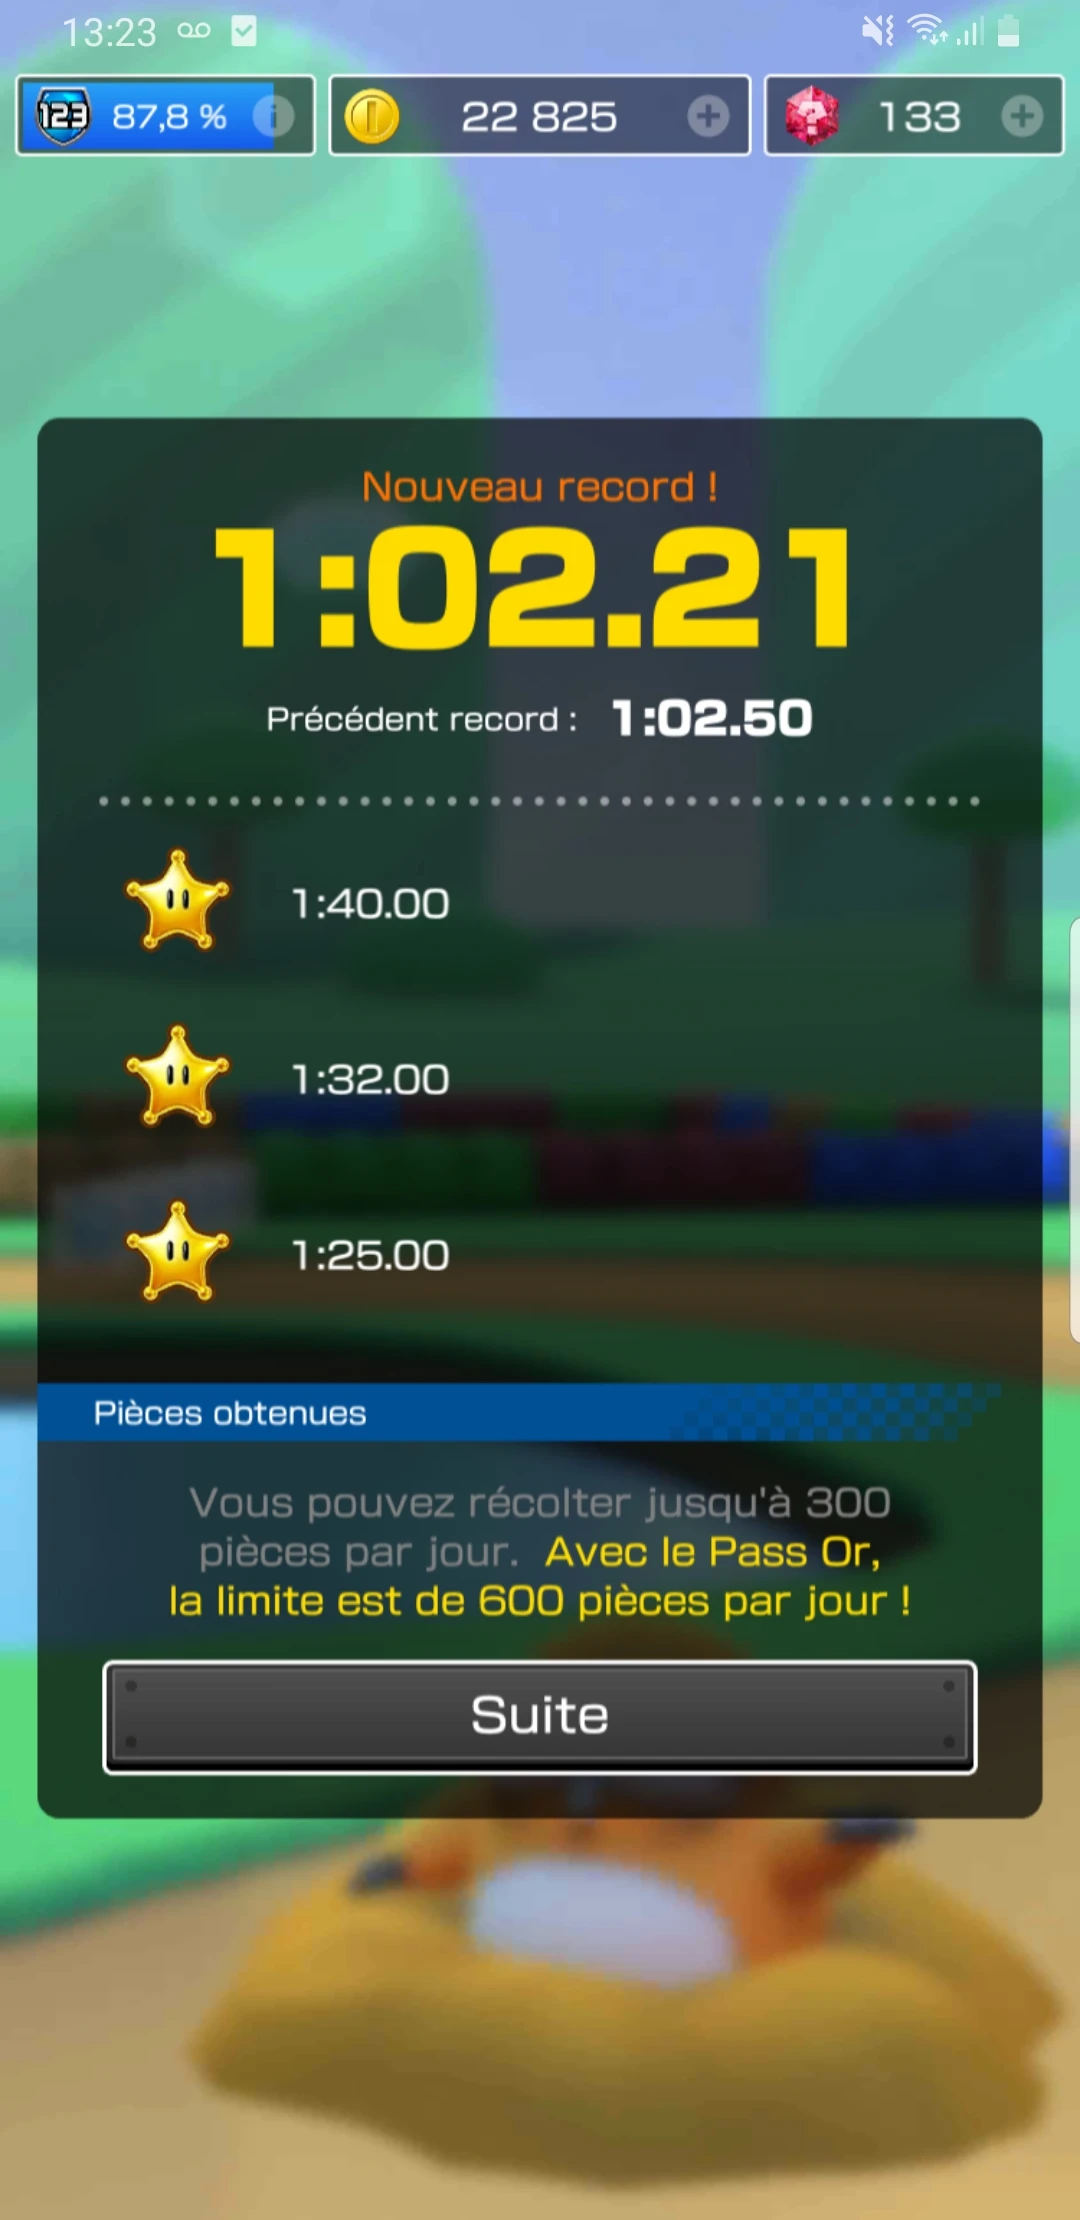 13:23
123 87,8 % i 22 825 133
Nouveau record !
1:02.21
Précédent record : 1:02.50
1:40.00
1:32.00
1:25.00
Pièces obtenues
Vous pouvez récolter jusqu'à 300
pièces par jour. Avec le Pass Or,
la limite est de 600 pièces par jour !
Suite